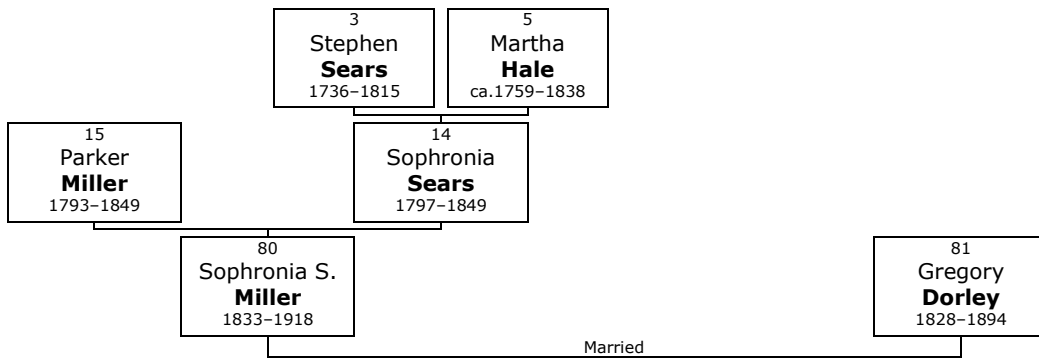 3
Stephen
Sears
1736–1815
5
Martha
Hale
ca.1759–1838
15
Parker
Miller
1793–1849
14
Sophronia
Sears
1797–1849
80
Sophronia S.
Miller
1833–1918
81
Gregory
Dorley
1828–1894
Married